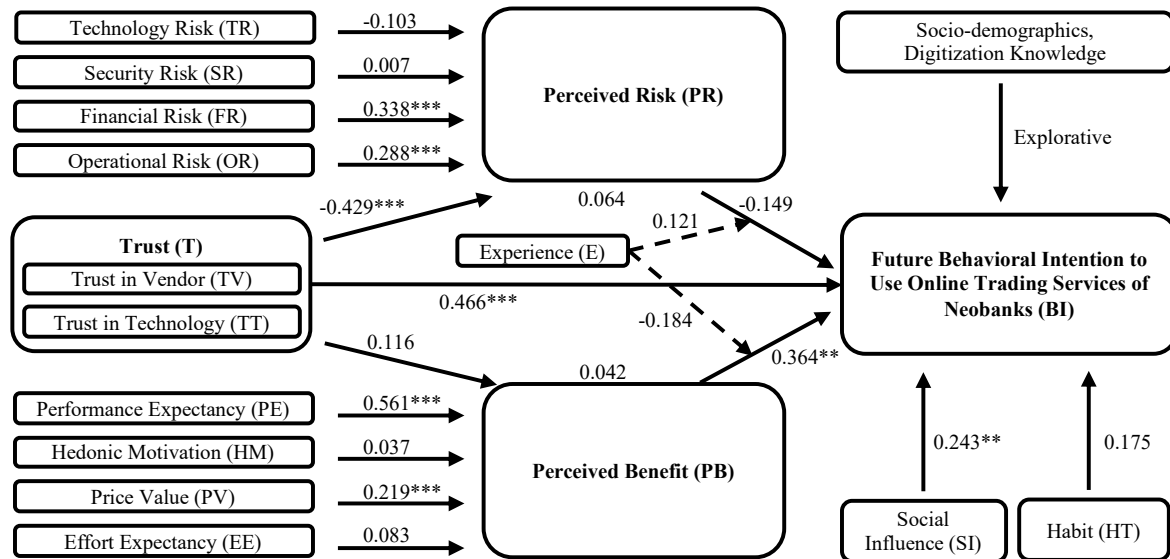 Technology Risk (TR)
-0.103
Security Risk (SR)
0.007
Financial Risk (FR)
0.338***
Operational Risk (OR)
0.288***
Perceived Risk (PR)
Socio-demographics,
Digitization Knowledge
Explorative
-0.429***
0.064
-0.149
0.121
Trust (T)
Trust in Vendor (TV)
Trust in Technology (TT)
Experience (E)
0.466***
-0.184
Future Behavioral Intention to
Use Online Trading Services of
Neobanks (BI)
0.116
0.042
0.364**
Performance Expectancy (PE)
0.561***
Hedonic Motivation (HM)
0.037
Price Value (PV)
0.219***
Effort Expectancy (EE)
0.083
Perceived Benefit (PB)
0.243**
0.175
Social
Influence (SI)
Habit (HT)